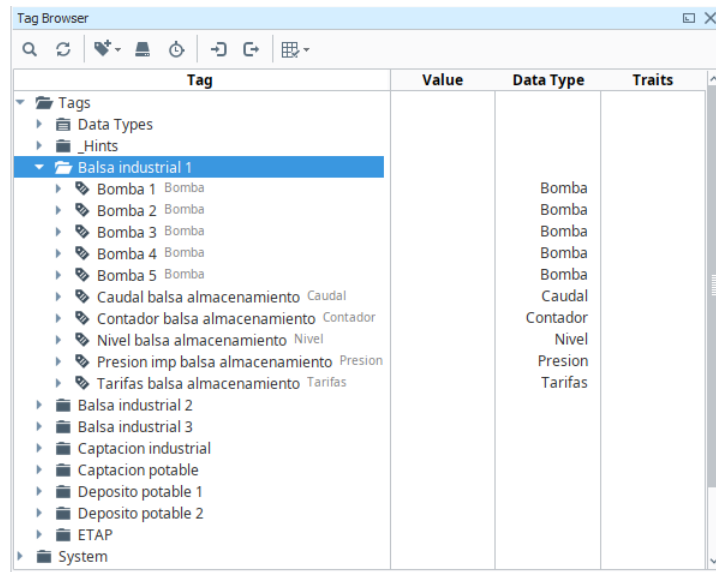 Tag Browser
Tag Value Data Type Traits
Tags
Data Types
_Hints
Balsa industrial 1
Bomba 1 Bomba Bomba
Bomba 2 Bomba Bomba
Bomba 3 Bomba Bomba
Bomba 4 Bomba Bomba
Bomba 5 Bomba Bomba
Caudal balsa almacenamiento Caudal Caudal
Contador balsa almacenamiento Contador Contador
Nivel balsa almacenamiento Nivel Nivel
Presion imp balsa almacenamiento Presion Presion
Tarifas balsa almacenamiento Tarifas Tarifas
Balsa industrial 2
Balsa industrial 3
Captacion industrial
Captacion potable
Deposito potable 1
Deposito potable 2
ETAP
System